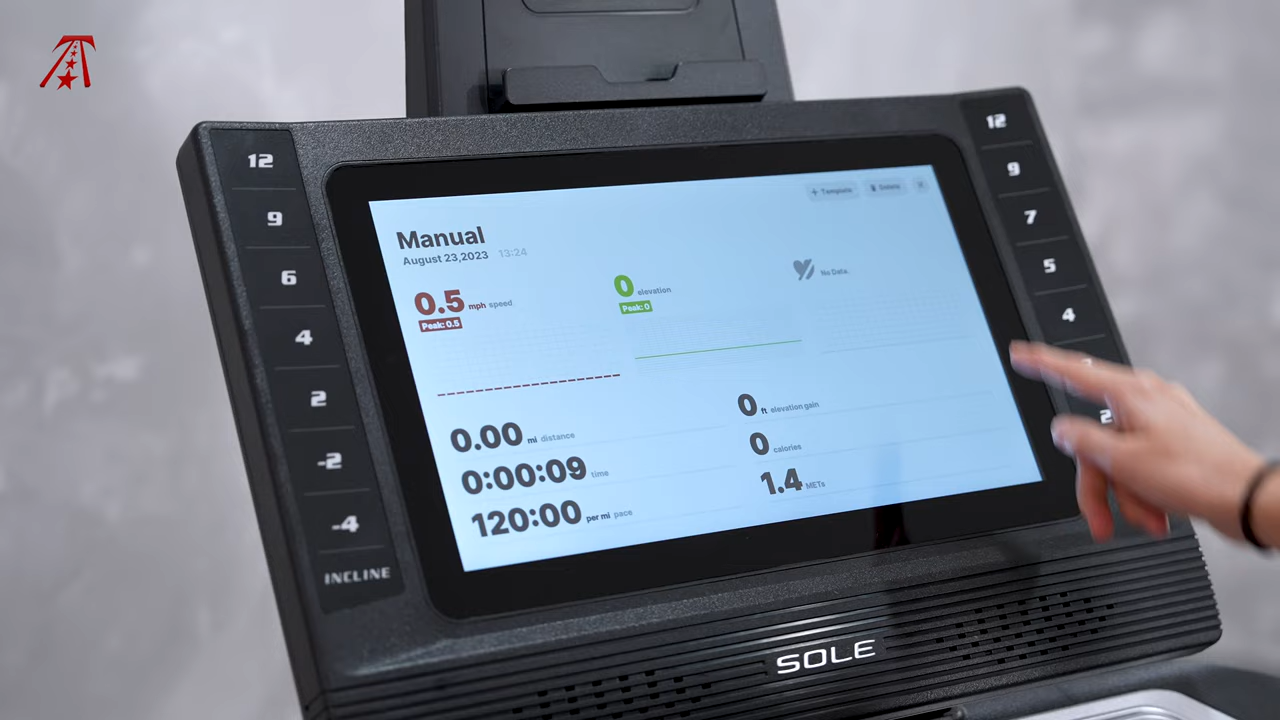 12
9
6
4
2
-2
-4
INCLINE
+ Template
Delete
Manual
August 23,2023 13:24
0.5 mph speed
Peak: 0.5
0 elevation
Peak: 0
No Data.
0.00 mi distance
0:00:09 time
120:00 per mi pace
0 ft elevation gain
0 calories
1.4 METs
12
9
7
5
4
2
SOLE